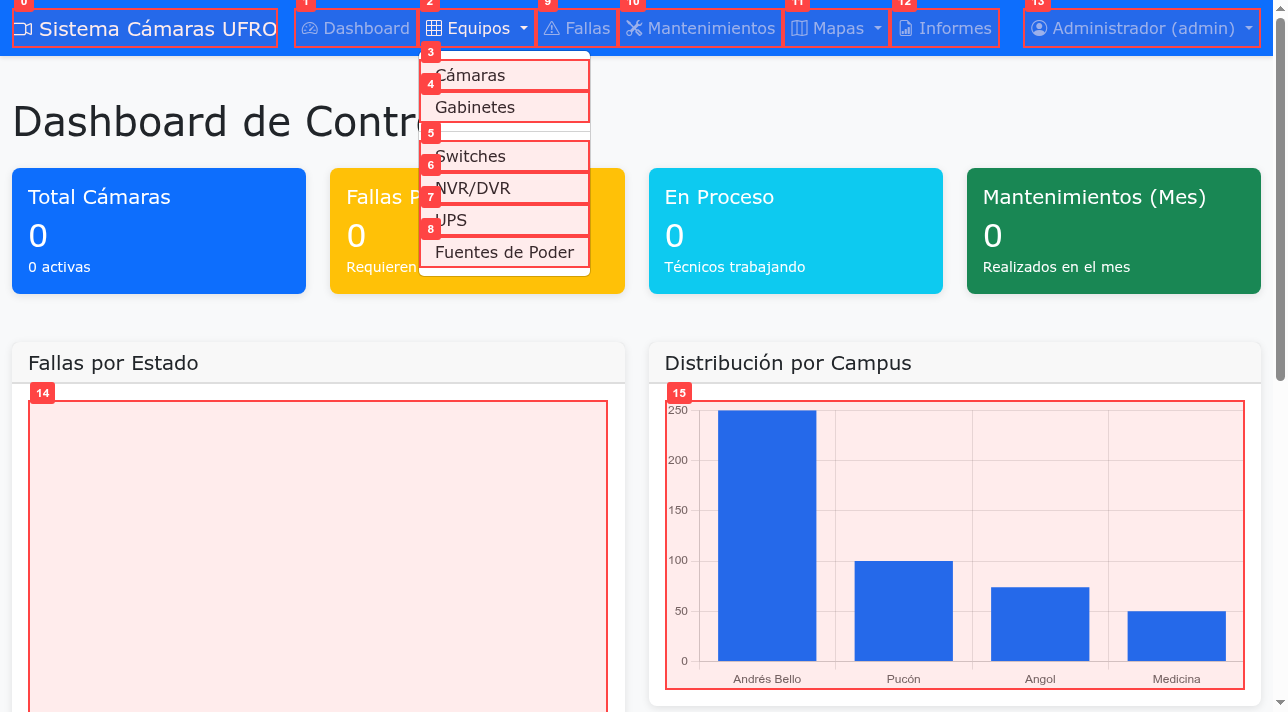 0
1
2
9
10
11
12
13
Sistema Cámaras UFRO
Dashboard
Equipos
Fallas
Mantenimientos
Mapas
Informes
Administrador (admin)
3
Cámaras
4
Gabinetes
5
Switches
6
NVR/DVR
7
UPS
8
Fuentes de Poder
Dashboard de Contr
Total Cámaras
0
0 activas
Fallas P
0
Requieren
En Proceso
0
Técnicos trabajando
Mantenimientos (Mes)
0
Realizados en el mes
Fallas por Estado
14
Distribución por Campus
15
250
200
150
100
50
0
Andrés Bello
Pucón
Angol
Medicina